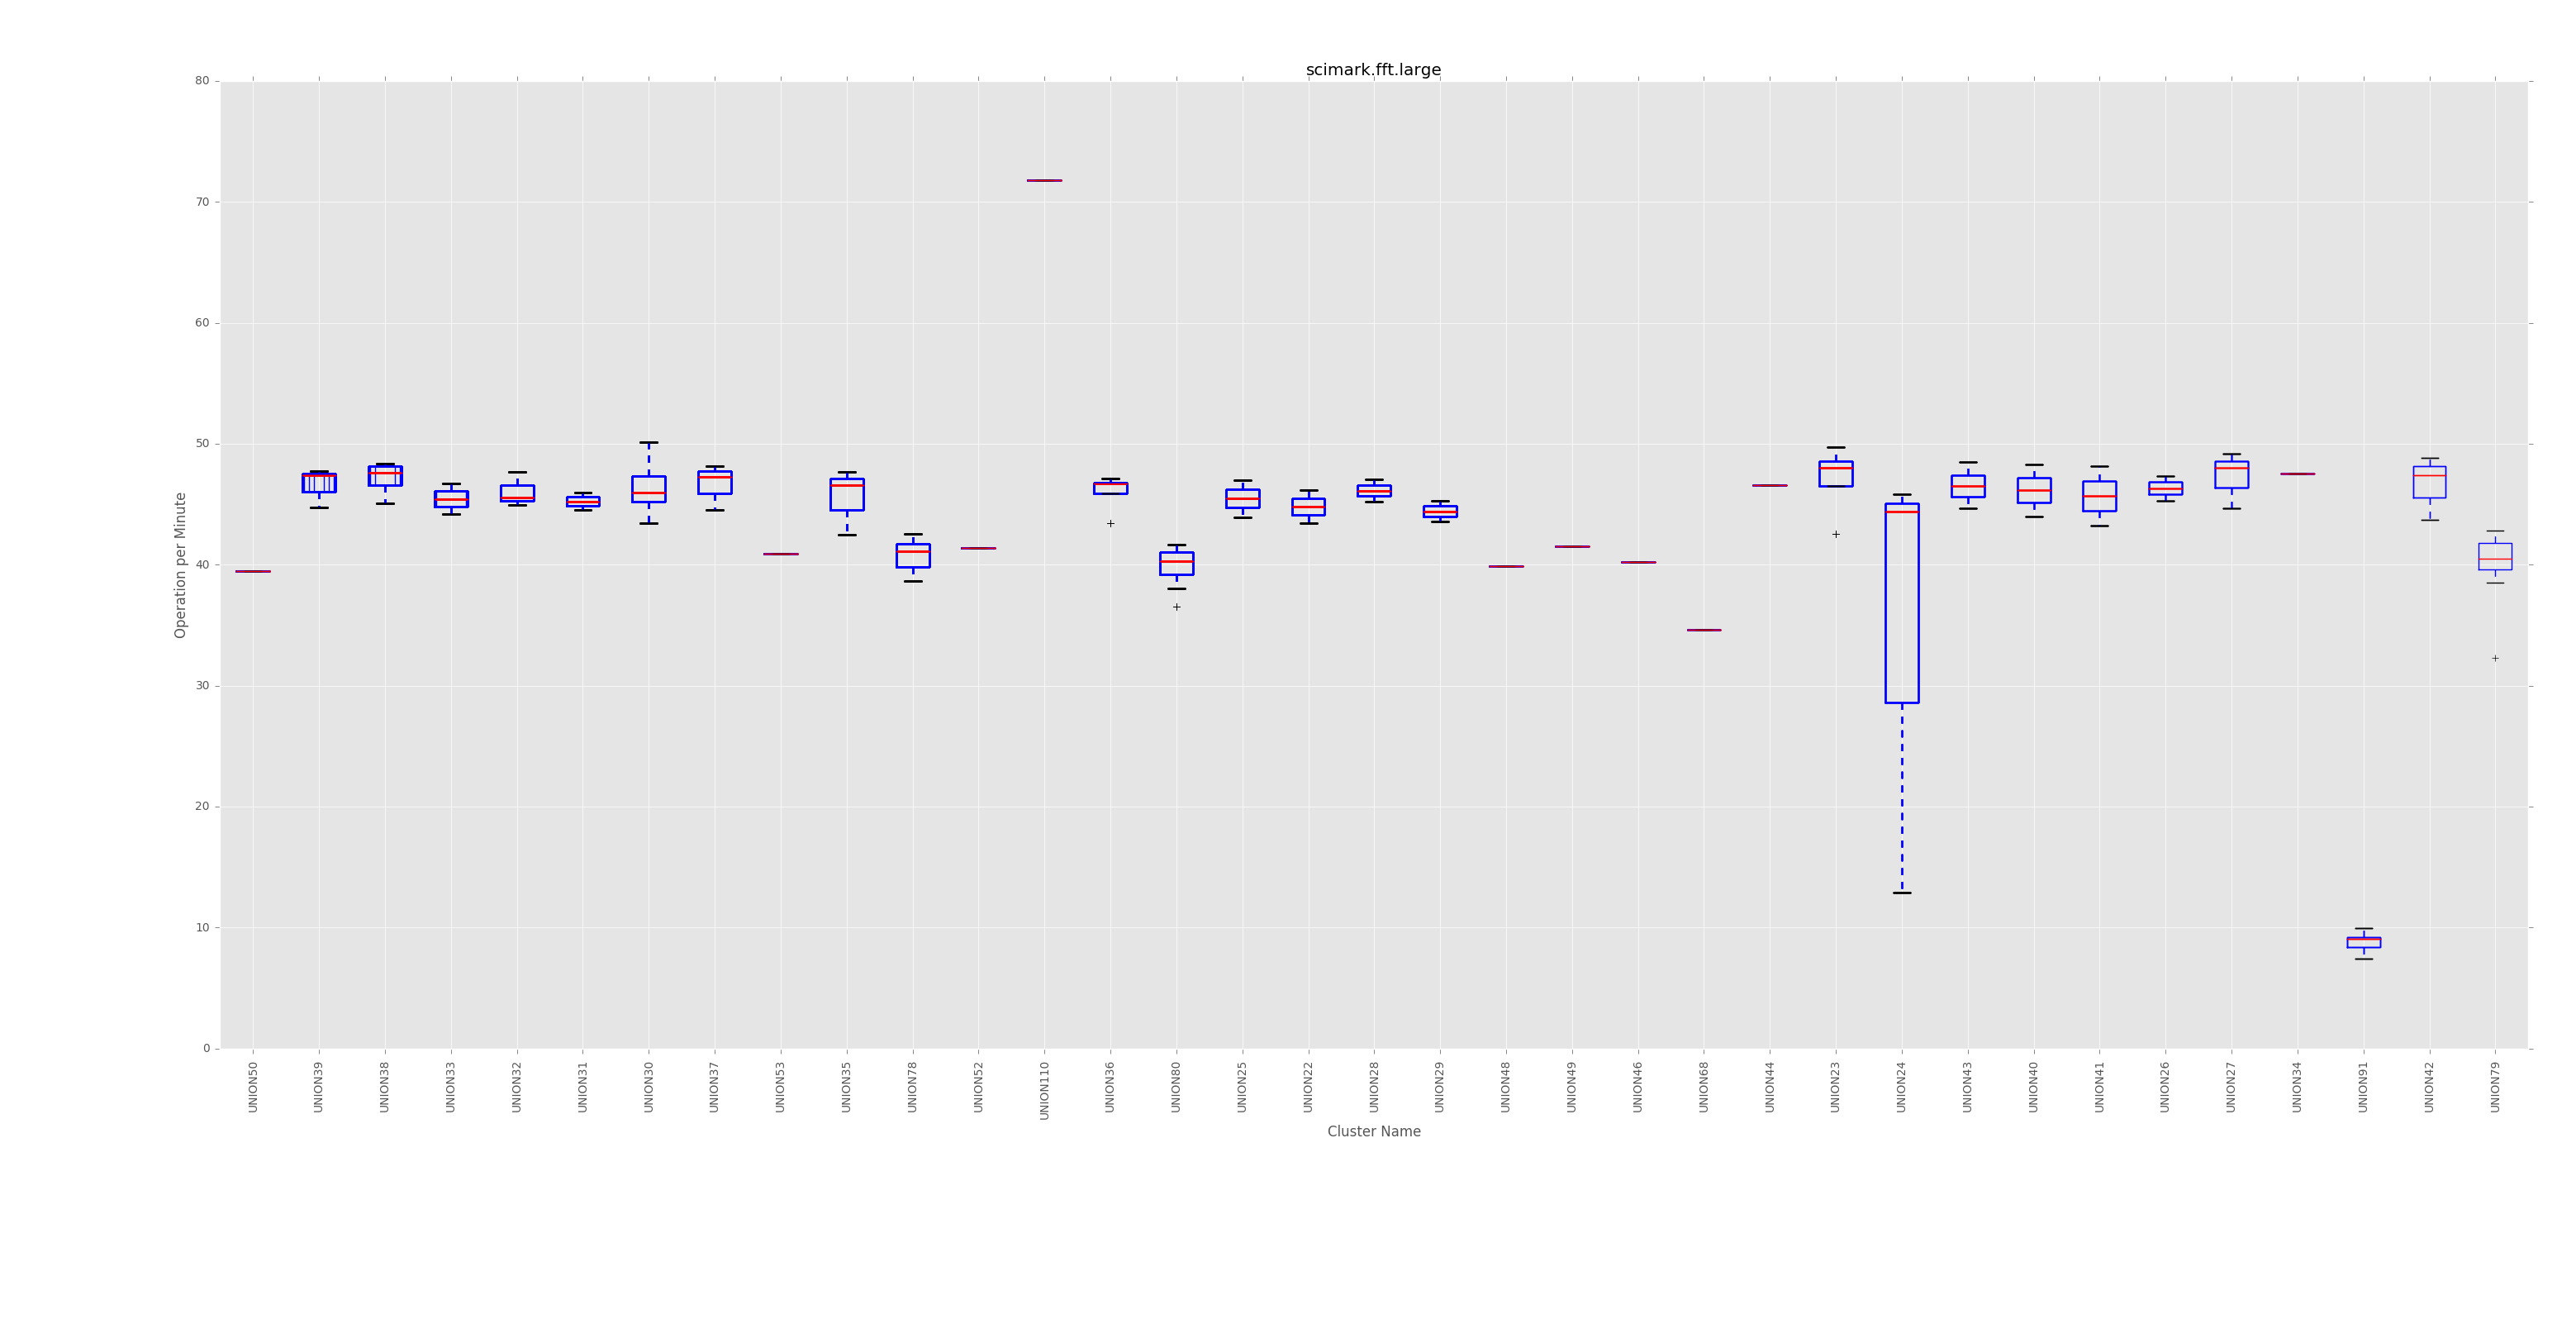 scimark.fft.large
80
70
60
50
40
30
20
10
0
Operation per Minute
UNION50
UNION39
UNION38
UNION33
UNION32
UNION31
UNION30
UNION37
UNION53
UNION35
UNION78
UNION52
UNION110
UNION36
UNION80
UNION25
UNION22
UNION28
UNION29
UNION48
UNION49
UNION46
UNION68
UNION44
UNION23
UNION24
UNION43
UNION40
UNION41
UNION26
UNION27
UNION34
UNION91
UNION42
UNION79
Cluster Name